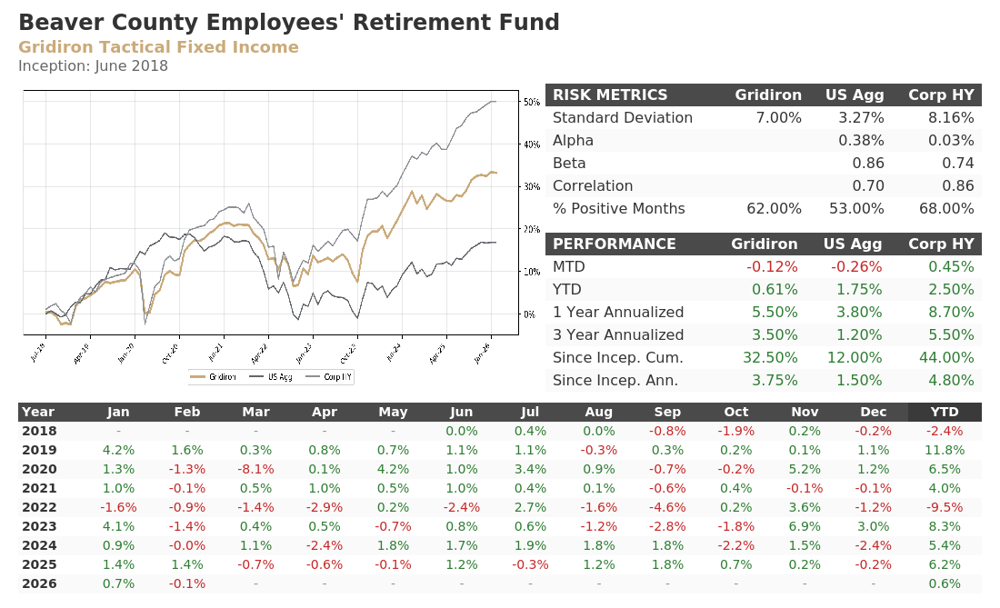 Beaver County Employees' Retirement Fund
Gridiron Tactical Fixed Income
Inception: June 2018
50%
40%
30%
20%
10%
0%
Jul-18 Apr-19 Jan-20 Oct-20 Jul-21 Apr-22 Jan-23 Oct-23 Jul-24 Apr-25 Jan-26
Gridiron US Agg Corp HY
RISK METRICS Gridiron US Agg Corp HY
Standard Deviation 7.00% 3.27% 8.16%
Alpha 0.38% 0.03%
Beta 0.86 0.74
Correlation 0.70 0.86
% Positive Months 62.00% 53.00% 68.00%
PERFORMANCE Gridiron US Agg Corp HY
MTD -0.12% -0.26% 0.45%
YTD 0.61% 1.75% 2.50%
1 Year Annualized 5.50% 3.80% 8.70%
3 Year Annualized 3.50% 1.20% 5.50%
Since Incep. Cum. 32.50% 12.00% 44.00%
Since Incep. Ann. 3.75% 1.50% 4.80%
Year Jan Feb Mar Apr May Jun Jul Aug Sep Oct Nov Dec YTD
2018 - - - - - 0.0% 0.4% 0.0% -0.8% -1.9% 0.2% -0.2% -2.4%
2019 4.2% 1.6% 0.3% 0.8% 0.7% 1.1% 1.1% -0.3% 0.3% 0.2% 0.1% 1.1% 11.8%
2020 1.3% -1.3% -8.1% 0.1% 4.2% 1.0% 3.4% 0.9% -0.7% -0.2% 5.2% 1.2% 6.5%
2021 1.0% -0.1% 0.5% 1.0% 0.5% 1.0% 0.4% 0.1% -0.6% 0.4% -0.1% -0.1% 4.0%
2022 -1.6% -0.9% -1.4% -2.9% 0.2% -2.4% 2.7% -1.6% -4.6% 0.2% 3.6% -1.2% -9.5%
2023 4.1% -1.4% 0.4% 0.5% -0.7% 0.8% 0.6% -1.2% -2.8% -1.8% 6.9% 3.0% 8.3%
2024 0.9% -0.0% 1.1% -2.4% 1.8% 1.7% 1.9% 1.8% 1.8% -2.2% 1.5% -2.4% 5.4%
2025 1.4% 1.4% -0.7% -0.6% -0.1% 1.2% -0.3% 1.2% 1.8% 0.7% 0.2% -0.2% 6.2%
2026 0.7% -0.1% - - - - - - - - - - 0.6%